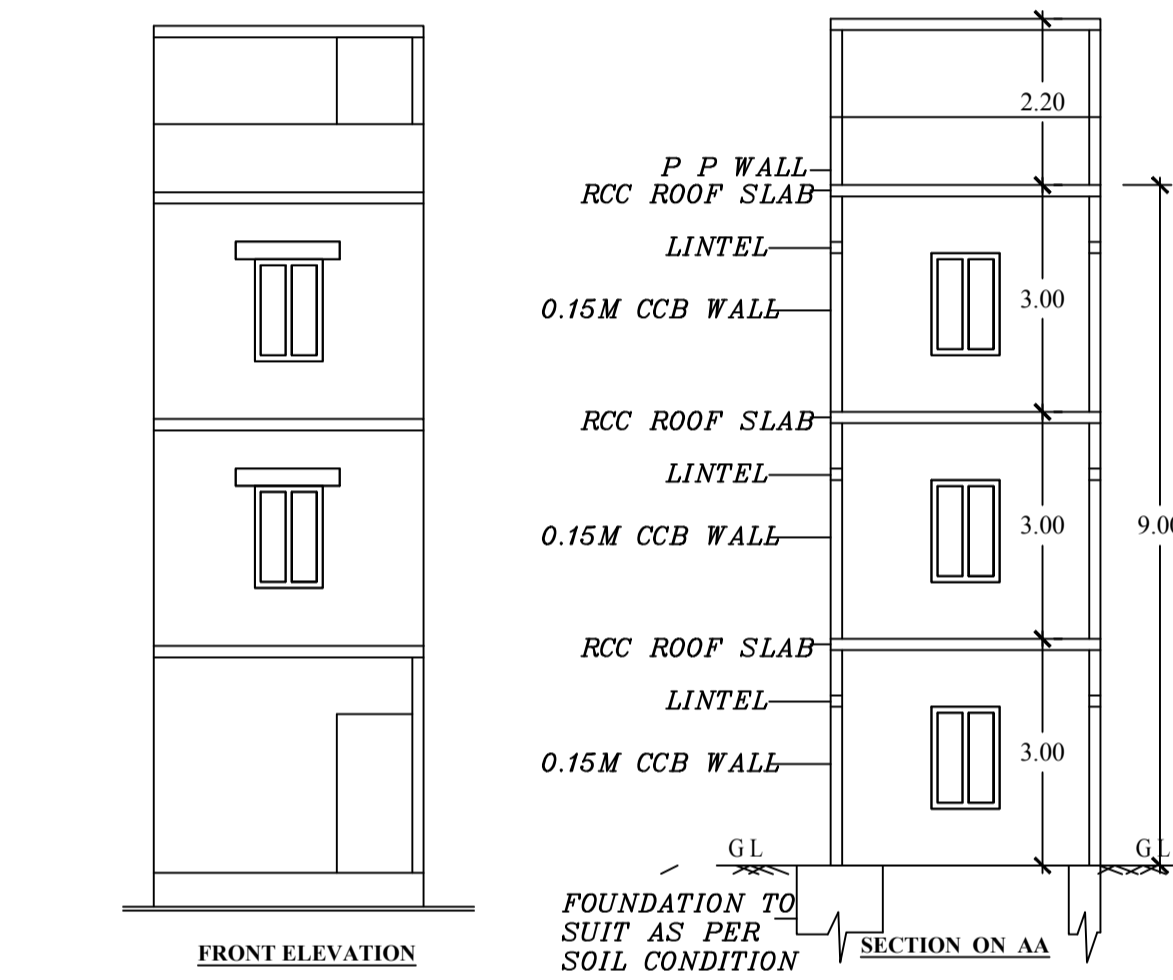 2.20
P P WALL
RCC ROOF SLAB
LINTEL
3.00
0.15M CCB WALL
RCC ROOF SLAB
LINTEL
3.00
9.00
0.15M CCB WALL
RCC ROOF SLAB
LINTEL
3.00
0.15M CCB WALL
GL
GL
FOUNDATION TO
SUIT AS PER
SOIL CONDITION
FRONT ELEVATION
SECTION ON AA